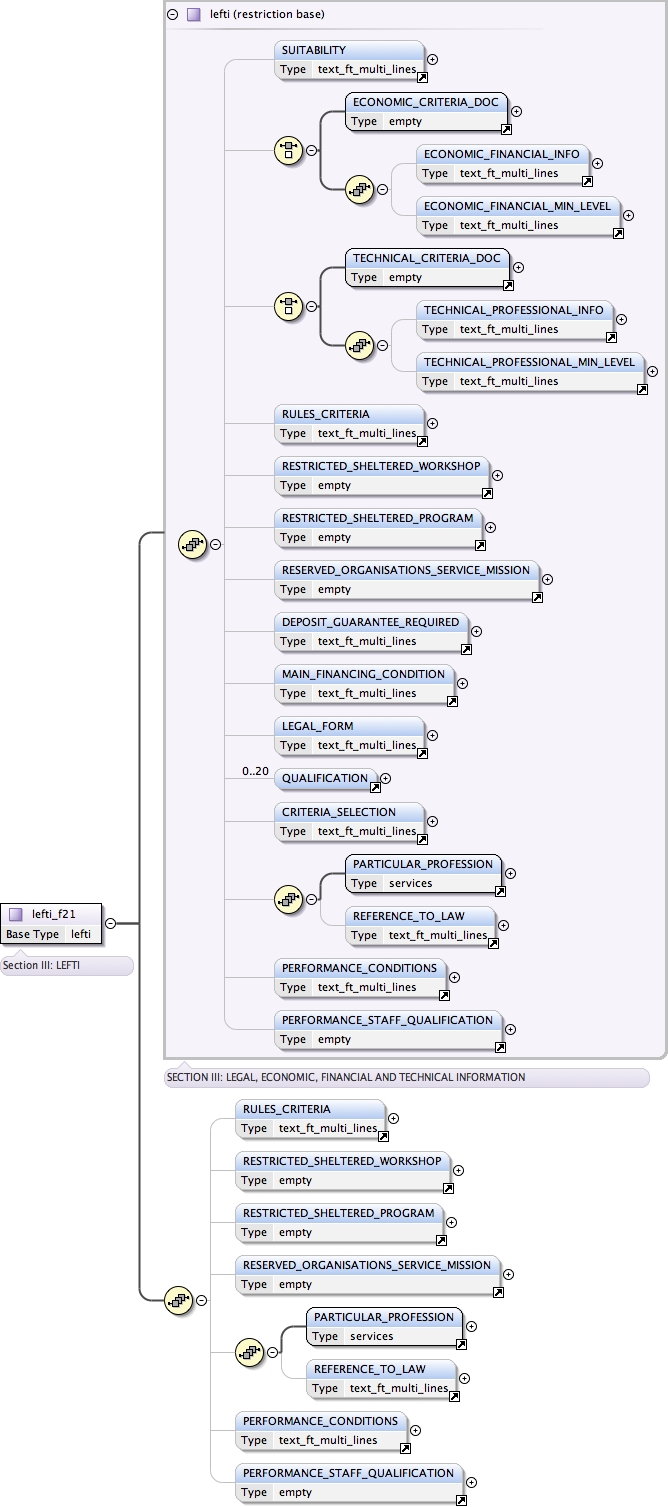 lefti (restriction base)
SUITABILITY
Type text_ft_multi_lines
ECONOMIC_CRITERIA_DOC
Type empty
ECONOMIC_FINANCIAL_INFO
Type text_ft_multi_lines
ECONOMIC_FINANCIAL_MIN_LEVEL
Type text_ft_multi_lines
TECHNICAL_CRITERIA_DOC
Type empty
TECHNICAL_PROFESSIONAL_INFO
Type text_ft_multi_lines
TECHNICAL_PROFESSIONAL_MIN_LEVEL
Type text_ft_multi_lines
RULES_CRITERIA
Type text_ft_multi_lines
RESTRICTED_SHELTERED_WORKSHOP
Type empty
RESTRICTED_SHELTERED_PROGRAM
Type empty
RESERVED_ORGANISATIONS_SERVICE_MISSION
Type empty
DEPOSIT_GUARANTEE_REQUIRED
Type text_ft_multi_lines
MAIN_FINANCING_CONDITION
Type text_ft_multi_lines
LEGAL_FORM
Type text_ft_multi_lines
0..20
QUALIFICATION
CRITERIA_SELECTION
Type text_ft_multi_lines
PARTICULAR_PROFESSION
Type services
REFERENCE_TO_LAW
Type text_ft_multi_lines
lefti_f21
Base Type lefti
Section III: LEFTI
PERFORMANCE_CONDITIONS
Type text_ft_multi_lines
PERFORMANCE_STAFF_QUALIFICATION
Type empty
SECTION III: LEGAL, ECONOMIC, FINANCIAL AND TECHNICAL INFORMATION
RULES_CRITERIA
Type text_ft_multi_lines
RESTRICTED_SHELTERED_WORKSHOP
Type empty
RESTRICTED_SHELTERED_PROGRAM
Type empty
RESERVED_ORGANISATIONS_SERVICE_MISSION
Type empty
PARTICULAR_PROFESSION
Type services
REFERENCE_TO_LAW
Type text_ft_multi_lines
PERFORMANCE_CONDITIONS
Type text_ft_multi_lines
PERFORMANCE_STAFF_QUALIFICATION
Type empty